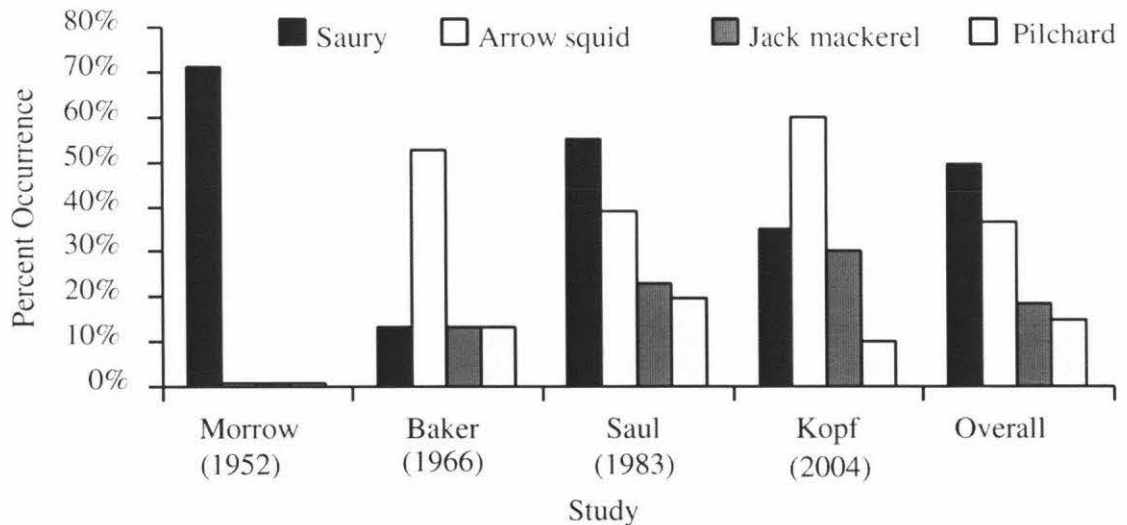 80%
70%
60%
50%
40%
30%
20%
10%
0%
Percent Occurrence
Saury Arrow squid Jack mackerel Pilchard
Morrow Baker Saul Kopf Overall
(1952) (1966) (1983) (2004)
Study